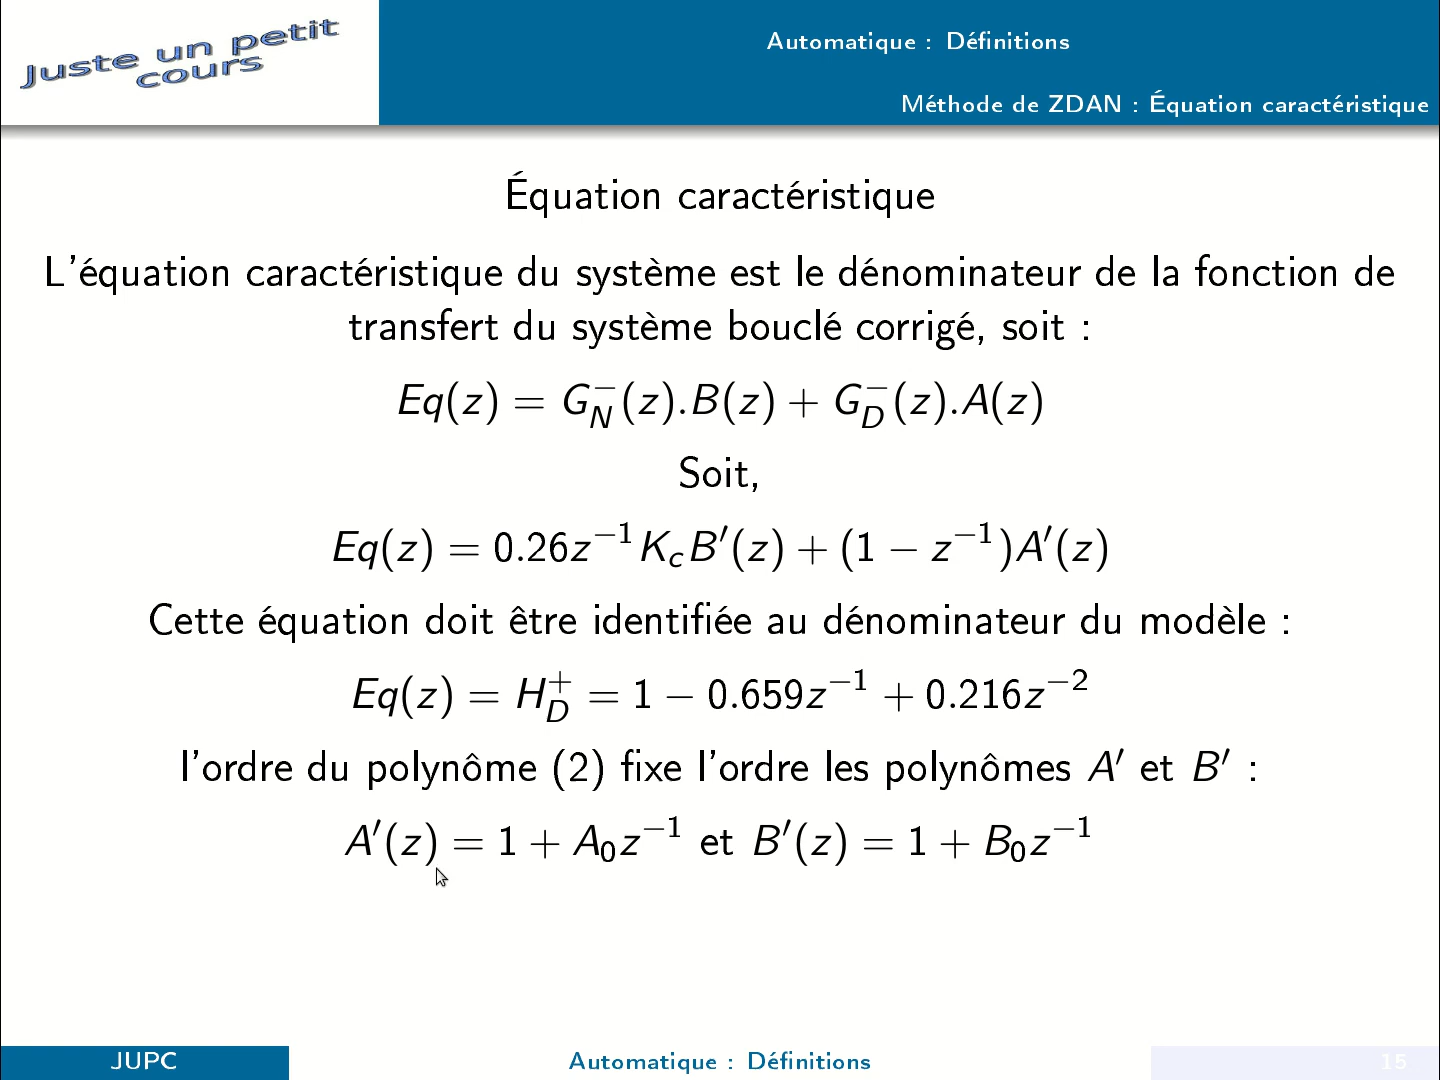 Juste un petit
cours
Automatique : Définitions
Méthode de ZDAN : Équation caractéristique
Équation caractéristique
L'équation caractéristique du système est le dénominateur de la fonction de
transfert du système bouclé corrigé, soit :
Eq(z) = G_N^−(z).B(z) + G_D^−(z).A(z)
Soit,
Eq(z) = 0.26z^{−1}K_cB′(z) + (1 − z^{−1})A′(z)
Cette équation doit être identifiée au dénominateur du modèle :
Eq(z) = H_D^+ = 1 − 0.659z^{−1} + 0.216z^{−2}
l'ordre du polynôme (2) fixe l'ordre les polynômes A′ et B′ :
A′(z) = 1 + A_0z^{−1} et B′(z) = 1 + B_0z^{−1}
JUPC
Automatique : Définitions
15